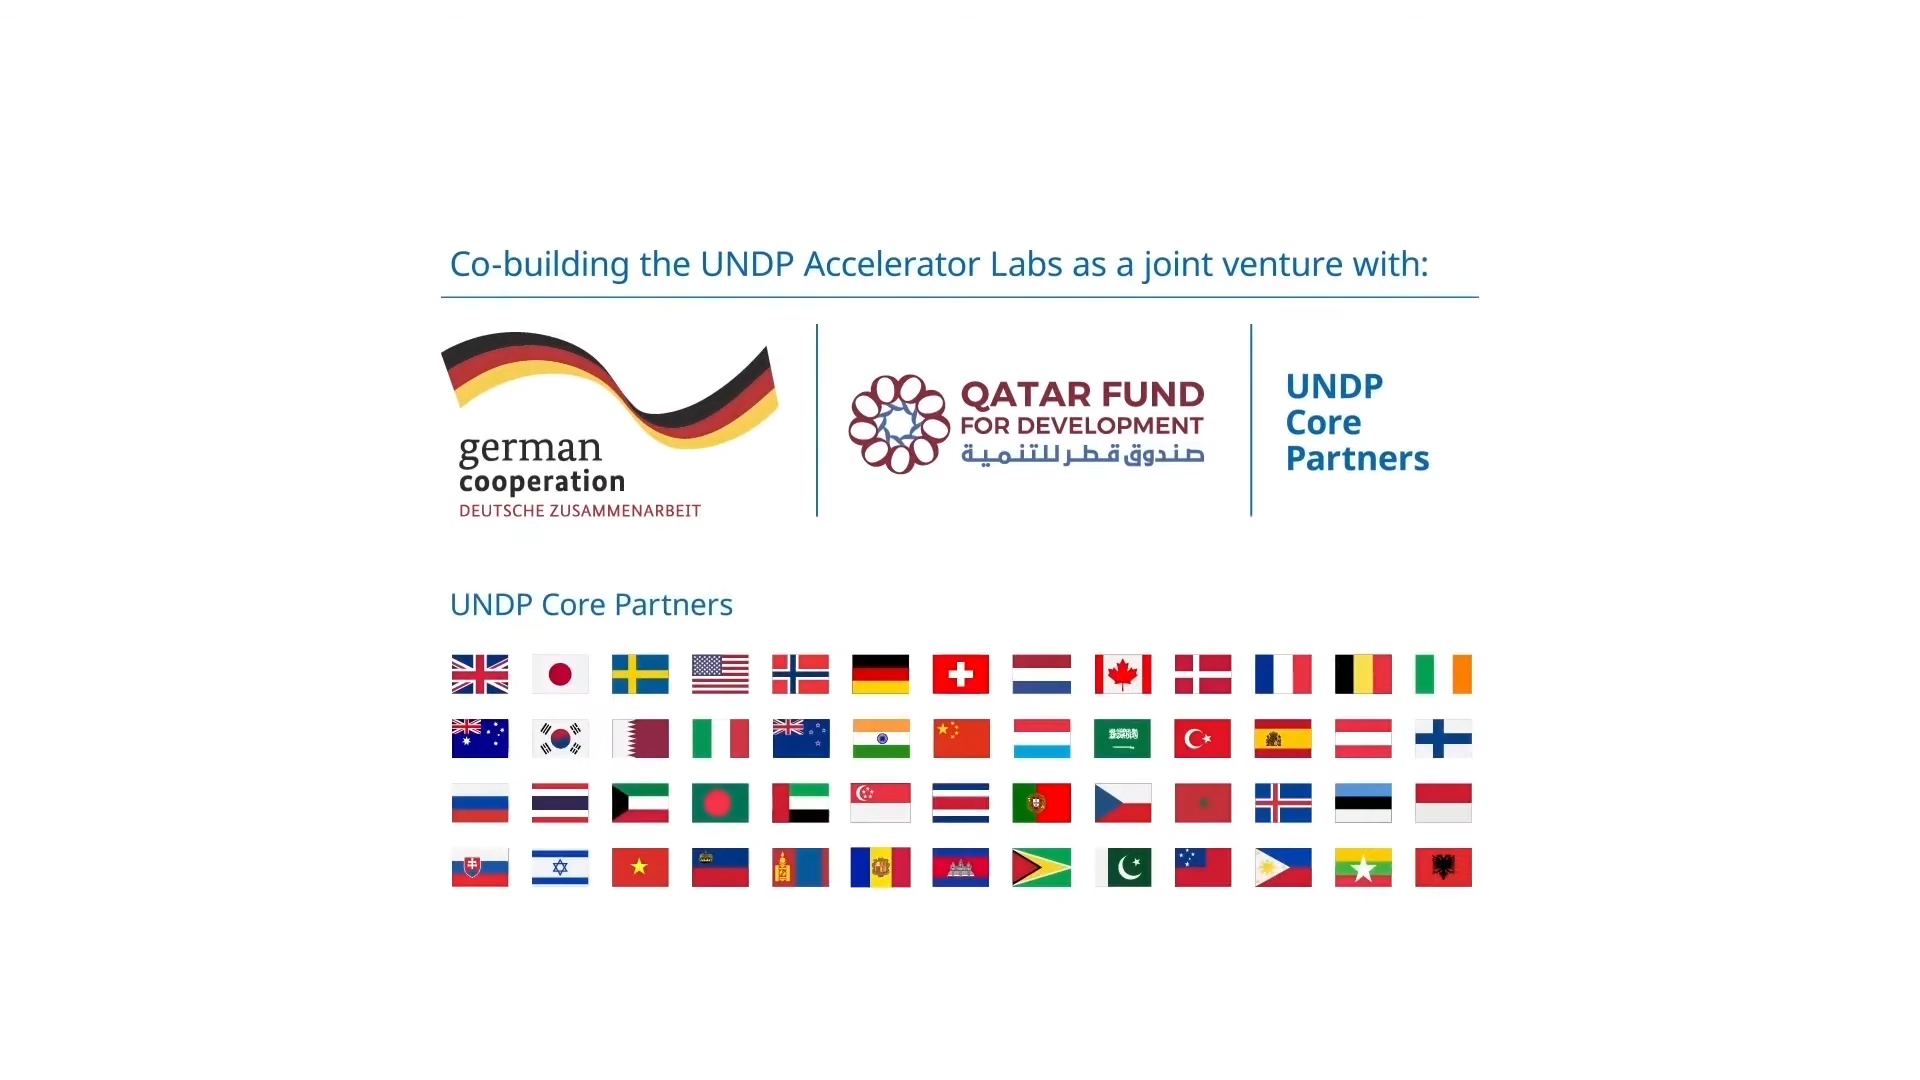 Co-building the UNDP Accelerator Labs as a joint venture with:
german
cooperation
DEUTSCHE ZUSAMMENARBEIT
QATAR FUND
FOR DEVELOPMENT
صندوق قطر للتنمية
UNDP
Core
Partners
UNDP Core Partners